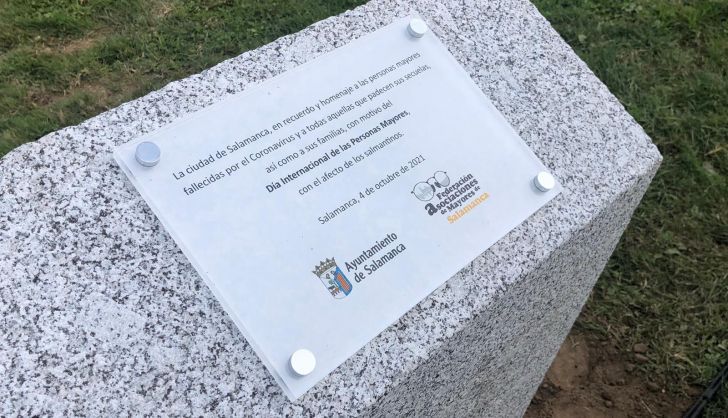 La ciudad de Salamanca, en recuerdo y homenaje a las personas mayores
fallecidas por el Coronavirus y a todas aquellas que padecen sus secuelas,
así como a sus familias, con motivo del
Día Internacional de las Personas Mayores,
con el afecto de los salmantinos.
Salamanca, 4 de octubre de 2021
Ayuntamiento
de Salamanca
federación
asociaciones
de Mayores de
Salamanca